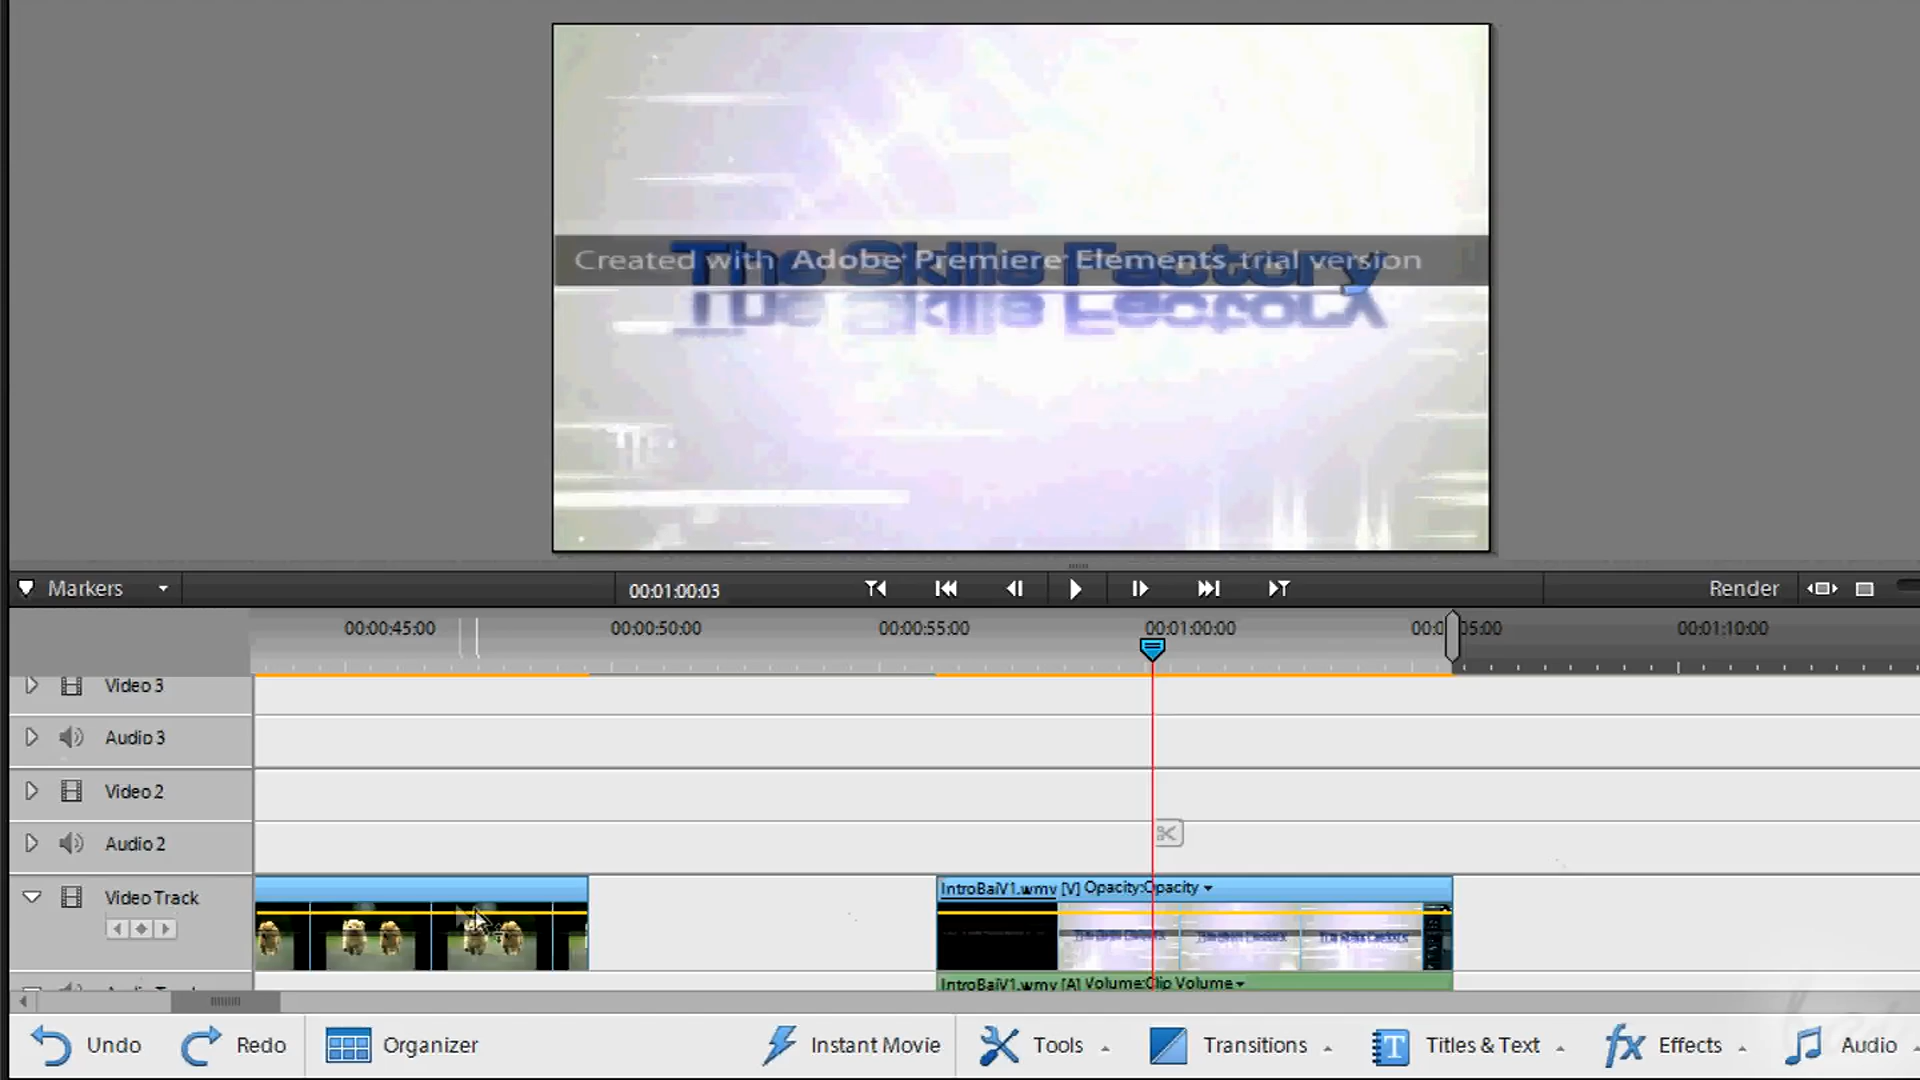 The Skills Factory
Created with Adobe Premiere Elements trial version
Markers
00:01:00:03
Render
00:00:45:00
00:00:50:00
00:00:55:00
00:01:00:00
00:01:10:00
Video 3
Audio 3
Video 2
Audio 2
Video Track
IntroBaiV1.wmv [V] Opacity:Opacity
IntroBaiV1.wmv [A] Volume:Clip Volume
Undo
Redo
Organizer
Instant Movie
Tools
Transitions
Titles & Text
Effects
Audio